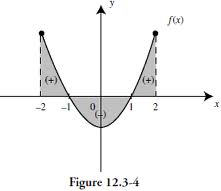 y
f(x)
(+) (+)
(–)
–2 –1 0 1 2 x
Figure 12.3-4